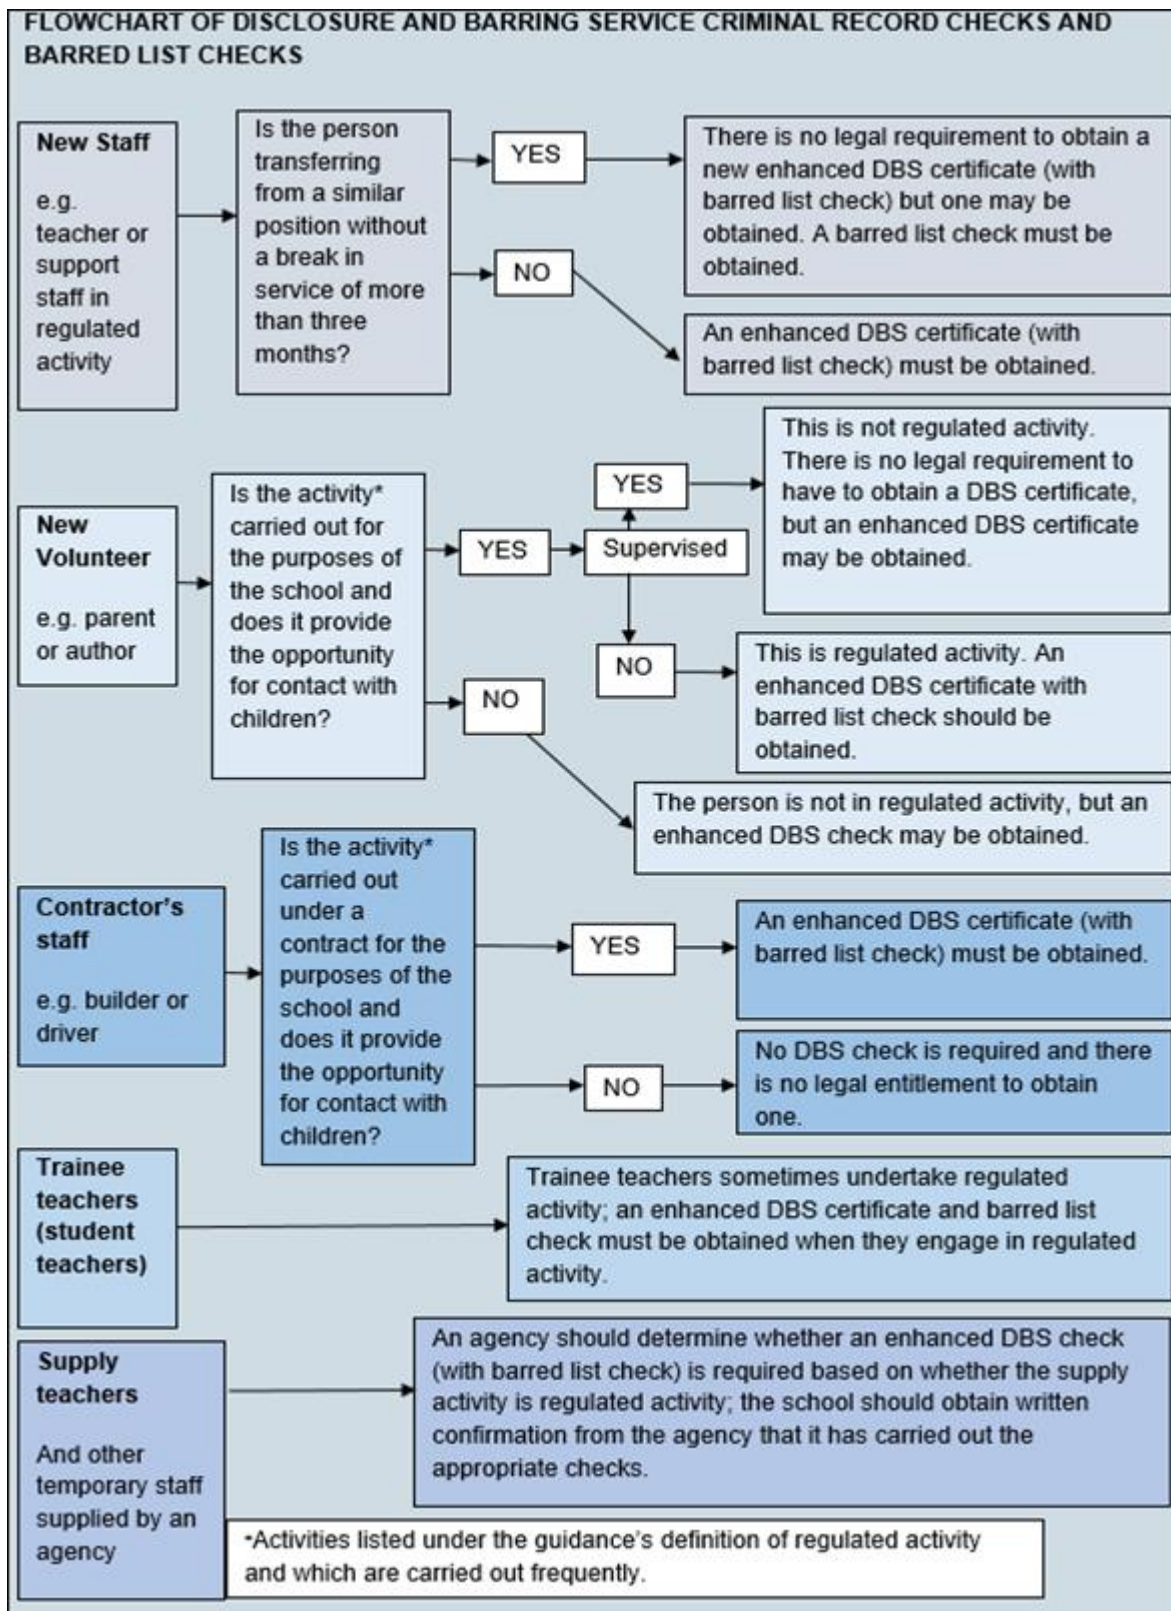 FLOWCHART OF DISCLOSURE AND BARRING SERVICE CRIMINAL RECORD CHECKS AND
BARRED LIST CHECKS
New Staff
e.g.
teacher or
support
staff in
regulated
activity
Is the person
transferring
from a similar
position without
a break in
service of more
than three
months?
YES
There is no legal requirement to obtain a
new enhanced DBS certificate (with
barred list check) but one may be
obtained. A barred list check must be
obtained.
NO
An enhanced DBS certificate (with
barred list check) must be obtained.
New
Volunteer
e.g. parent
or author
Is the activity*
carried out for
the purposes of
the school and
does it provide
the opportunity
for contact with
children?
YES
Supervised
YES
This is not regulated activity.
There is no legal requirement to
have to obtain a DBS certificate,
but an enhanced DBS certificate
may be obtained.
NO
This is regulated activity. An
enhanced DBS certificate with
barred list check should be
obtained.
NO
The person is not in regulated activity, but an
enhanced DBS check may be obtained.
Contractor's
staff
e.g. builder or
driver
Is the activity*
carried out
under a
contract for the
purposes of the
school and
does it provide
the opportunity
for contact with
children?
YES
An enhanced DBS certificate (with
barred list check) must be obtained.
NO
No DBS check is required and there
is no legal entitlement to obtain
one.
Trainee
teachers
(student
teachers)
Trainee teachers sometimes undertake regulated
activity; an enhanced DBS certificate and barred list
check must be obtained when they engage in regulated
activity.
Supply
teachers
And other
temporary staff
supplied by an
agency
An agency should determine whether an enhanced DBS check
(with barred list check) is required based on whether the supply
activity is regulated activity; the school should obtain written
confirmation from the agency that it has carried out the
appropriate checks.
*Activities listed under the guidance's definition of regulated activity
and which are carried out frequently.